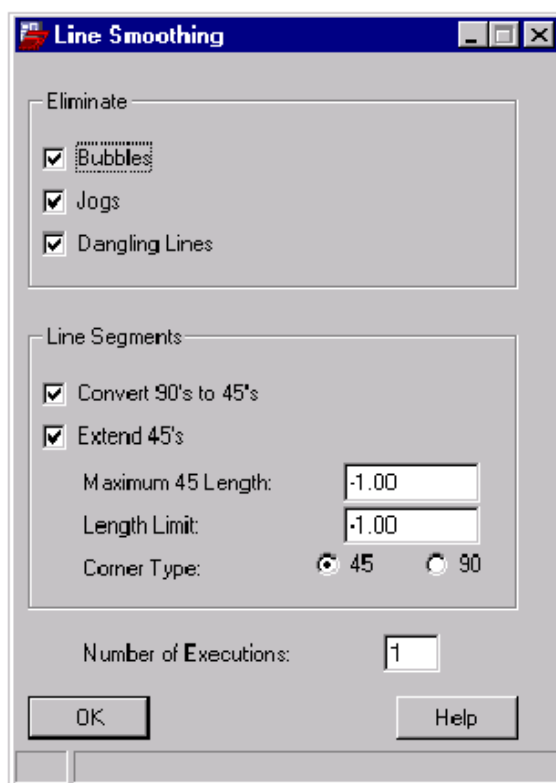 Line Smoothing
Eliminate
Bubbles
Jogs
Dangling Lines
Line Segments
Convert 90's to 45's
Extend 45's
Maximum 45 Length: -1.00
Length Limit: -1.00
Corner Type: 45 90
Number of Executions: 1
OK Help